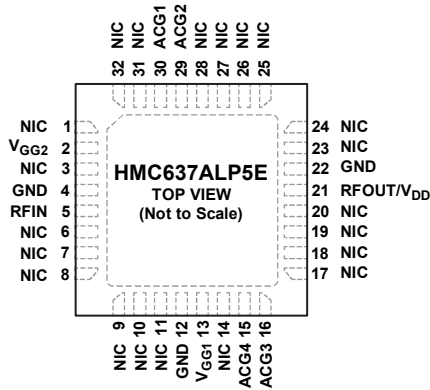 32 NIC
31 NIC
30 ACG1
29 ACG2
28 NIC
27 NIC
26 NIC
25 NIC
NIC 1
VGG2 2
NIC 3
GND 4
RFIN 5
NIC 6
NIC 7
NIC 8
HMC637ALP5E
TOP VIEW
(Not to Scale)
24 NIC
23 NIC
22 GND
21 RFOUT/VDD
20 NIC
19 NIC
18 NIC
17 NIC
NIC 9
NIC 10
NIC 11
GND 12
VGG1 13
NIC 14
ACG4 15
ACG3 16